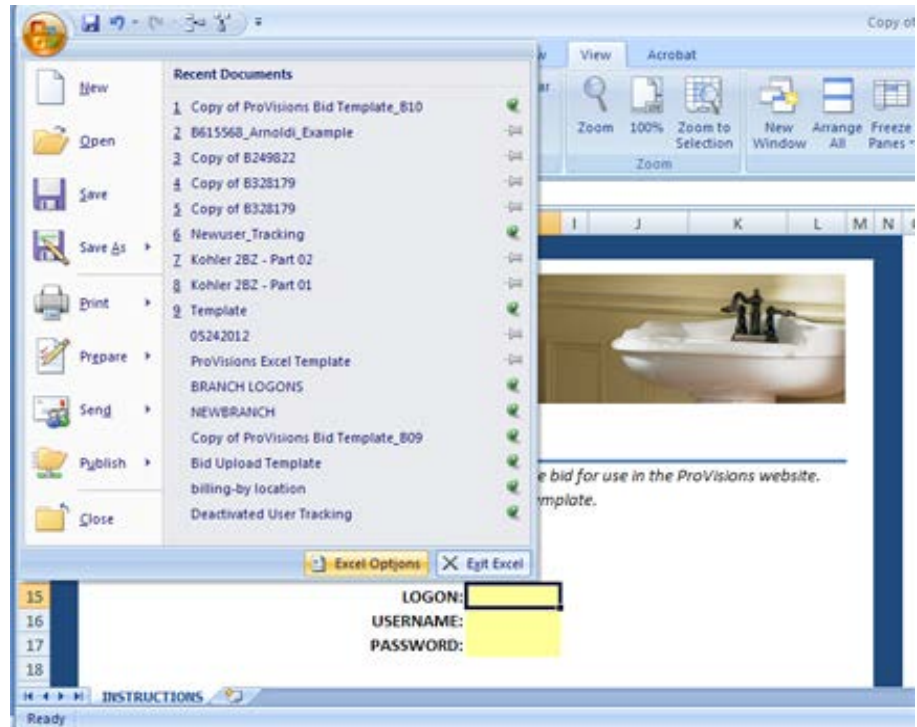 Copy of
View
Acrobat
Zoom
100%
Zoom to Selection
New Window
Arrange All
Freeze Panes
Zoom
New
Open
Save
Save As
Print
Prepare
Send
Publish
Close
Recent Documents
1 Copy of ProVisions Bid Template_B10
2 B615568_Arnoldi_Example
3 Copy of B249822
4 Copy of B328179
5 Copy of B328179
6 Newuser_Tracking
7 Kohler 2BZ - Part 02
8 Kohler 2BZ - Part 01
9 Template
05242012
ProVisions Excel Template
BRANCH LOGONS
NEWBRANCH
Copy of ProVisions Bid Template_B09
Bid Upload Template
billing-by location
Deactivated User Tracking
Excel Options
Exit Excel
I J K L M N
bid for use in the ProVisions website.
15 LOGON:
16 USERNAME:
17 PASSWORD:
18
INSTRUCTIONS
Ready